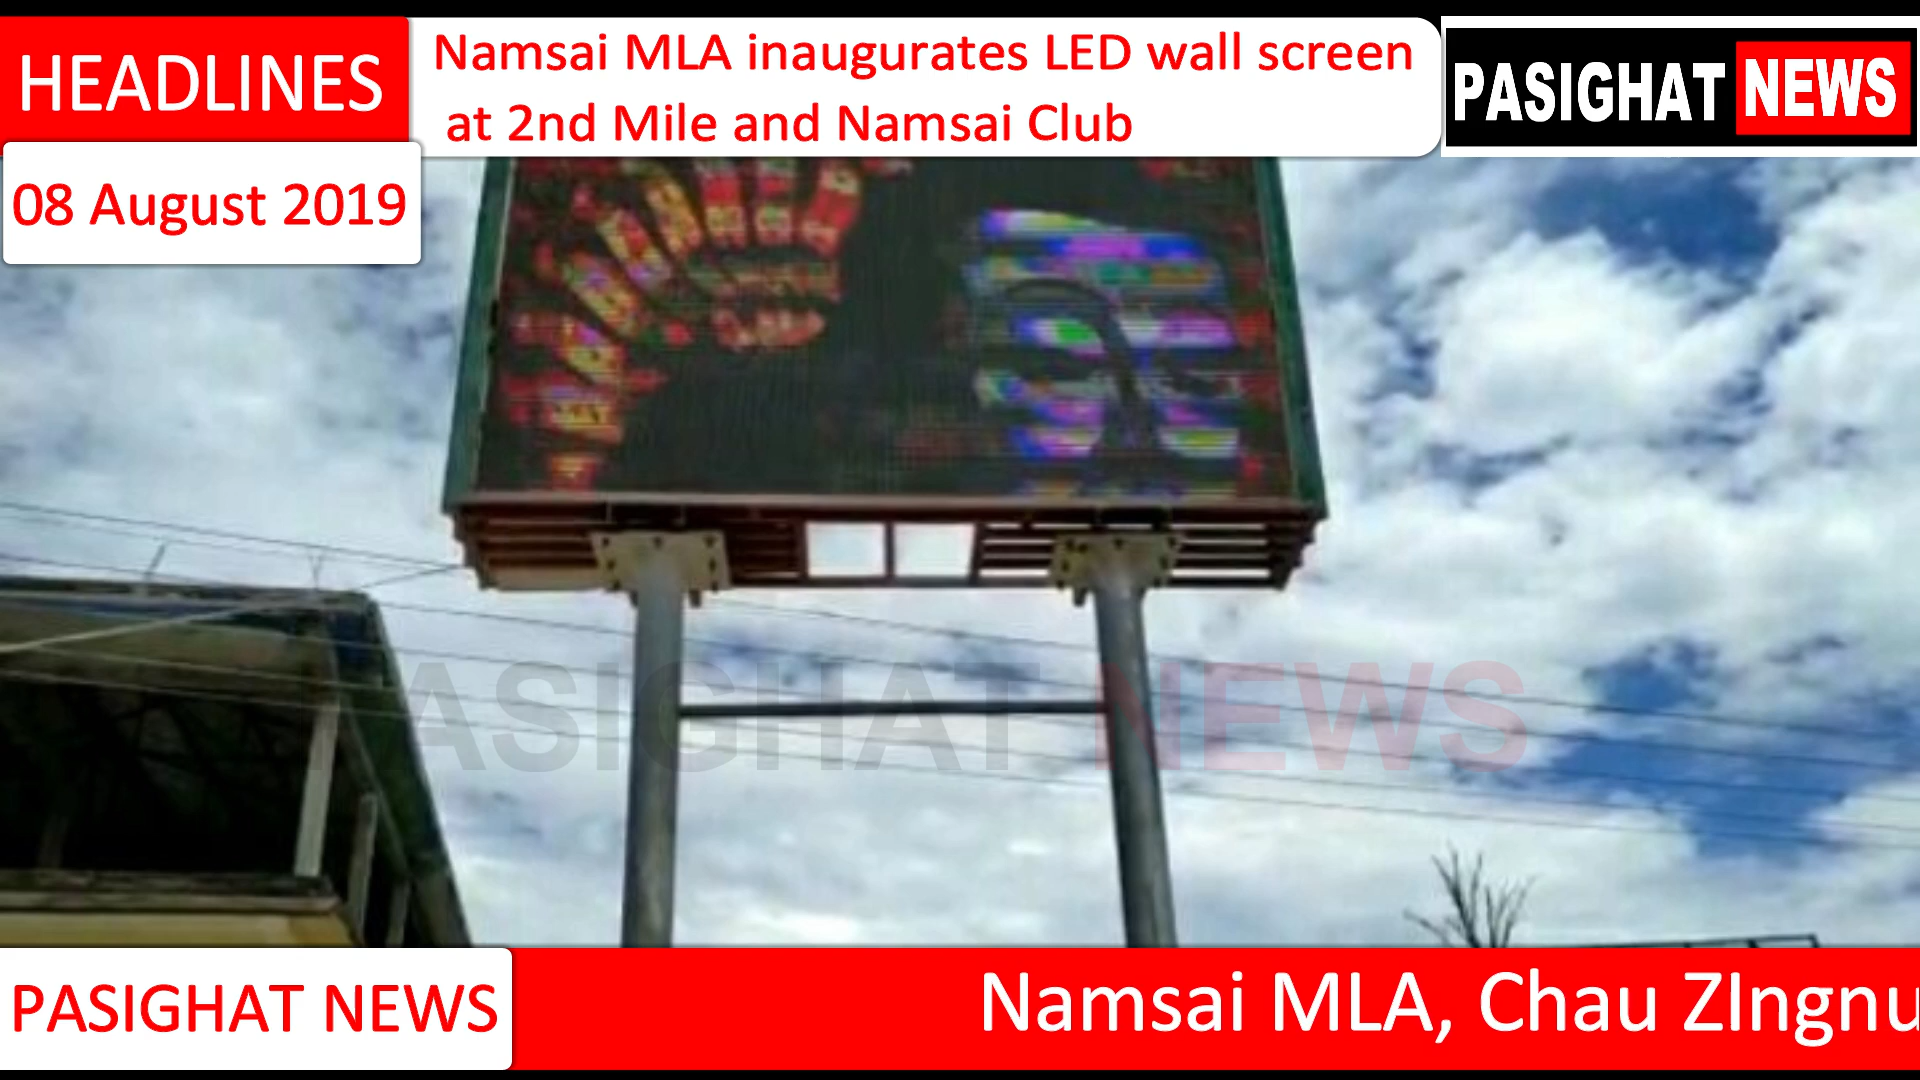 HEADLINES
Namsai MLA inaugurates LED wall screen
at 2nd Mile and Namsai Club
PASIGHAT NEWS
08 August 2019
PASIGHAT NEWS
PASIGHAT NEWS
Namsai MLA, Chau ZIngnu